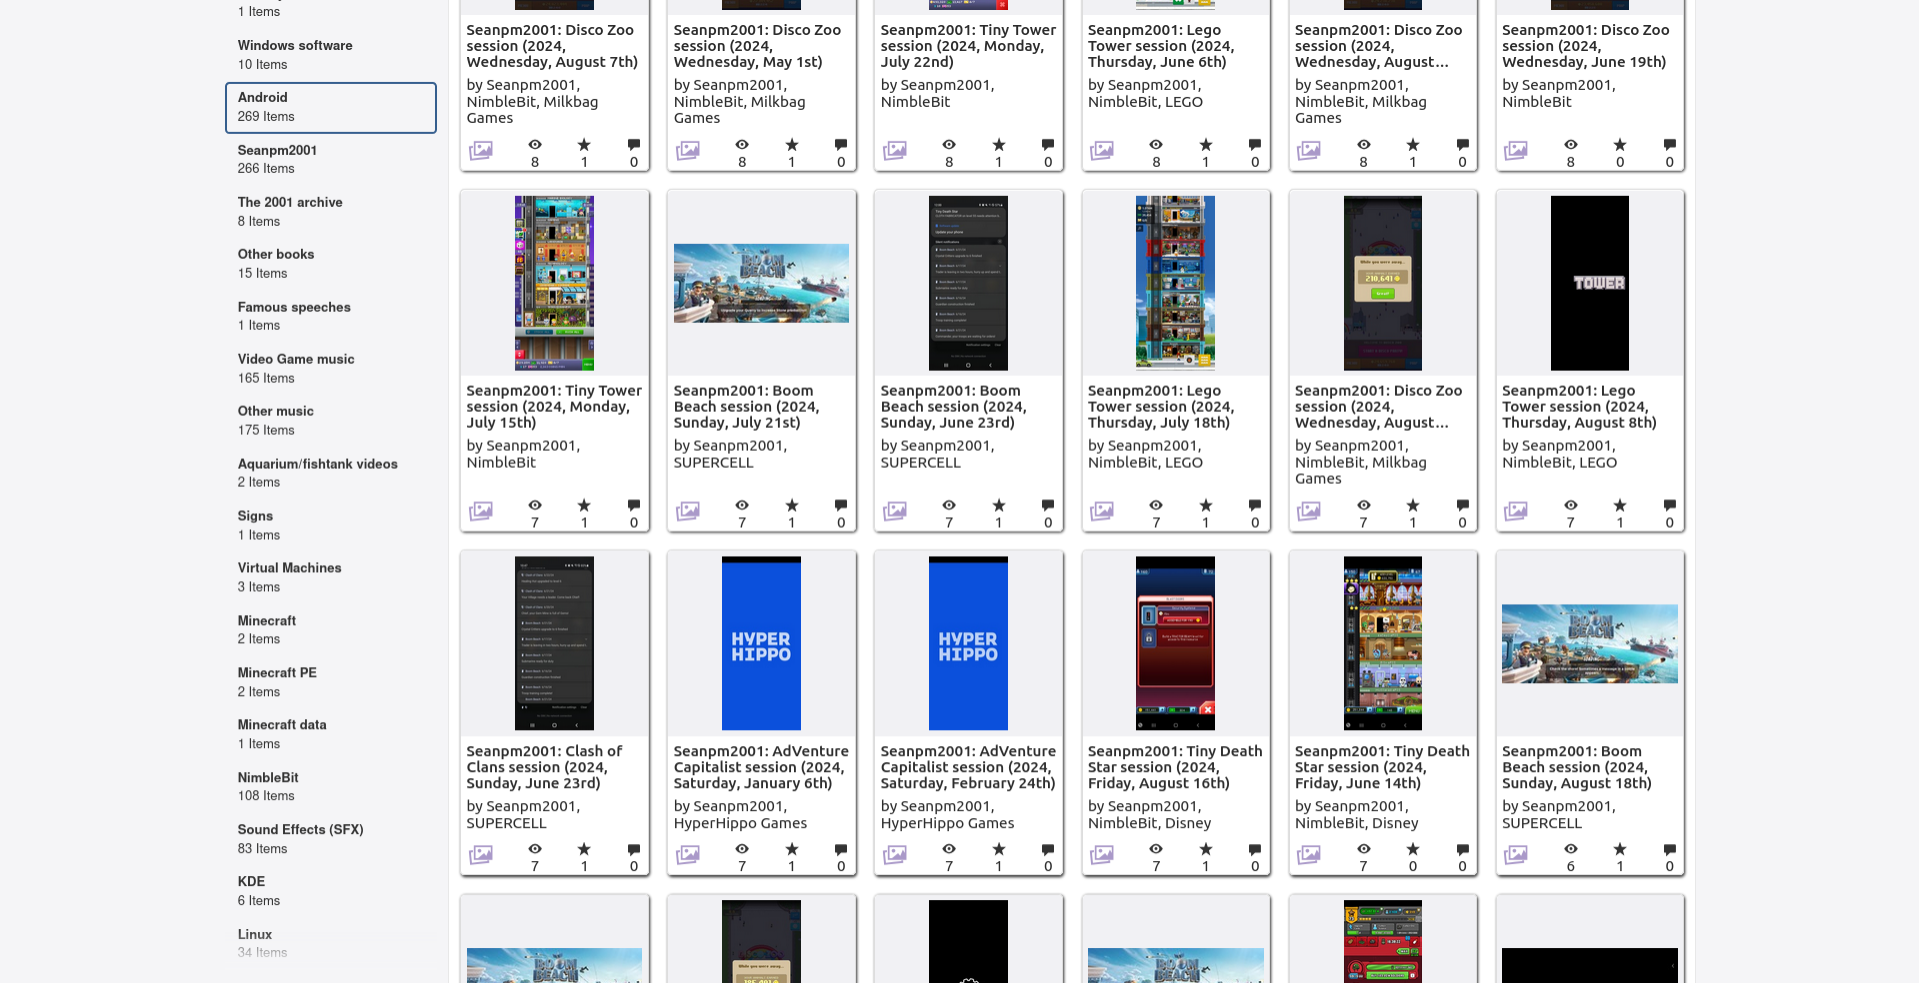 1 Items
Windows software
10 Items
Android
269 Items
Seanpm2001
266 Items
The 2001 archive
8 Items
Other books
15 Items
Famous speeches
1 Items
Video Game music
165 Items
Other music
175 Items
Aquarium/fishtank videos
2 Items
Signs
1 Items
Virtual Machines
3 Items
Minecraft
2 Items
Minecraft PE
2 Items
Minecraft data
1 Items
NimbleBit
108 Items
Sound Effects (SFX)
83 Items
KDE
6 Items
Linux
34 Items
Seanpm2001: Disco Zoo
session (2024,
Wednesday, August 7th)
by Seanpm2001,
NimbleBit, Milkbag
Games
8 1 0
Seanpm2001: Disco Zoo
session (2024,
Wednesday, May 1st)
by Seanpm2001,
NimbleBit, Milkbag
Games
8 1 0
Seanpm2001: Tiny Tower
session (2024, Monday,
July 22nd)
by Seanpm2001,
NimbleBit
8 1 0
Seanpm2001: Lego
Tower session (2024,
Thursday, June 6th)
by Seanpm2001,
NimbleBit, LEGO
8 1 0
Seanpm2001: Disco Zoo
session (2024,
Wednesday, August...
by Seanpm2001,
NimbleBit, Milkbag
Games
8 1 0
Seanpm2001: Disco Zoo
session (2024,
Wednesday, June 19th)
by Seanpm2001,
NimbleBit
8 0 0
Seanpm2001: Tiny Tower
session (2024, Monday,
July 15th)
by Seanpm2001,
NimbleBit
7 1 0
BOOM
BEACH
Seanpm2001: Boom
Beach session (2024,
Sunday, July 21st)
by Seanpm2001,
SUPERCELL
7 1 0
Seanpm2001: Boom
Beach session (2024,
Sunday, June 23rd)
by Seanpm2001,
SUPERCELL
7 1 0
Seanpm2001: Lego
Tower session (2024,
Thursday, July 18th)
by Seanpm2001,
NimbleBit, LEGO
7 1 0
While you were away...
210,641
Seanpm2001: Disco Zoo
session (2024,
Wednesday, August...
by Seanpm2001,
NimbleBit, Milkbag
Games
7 1 0
TOWER
Seanpm2001: Lego
Tower session (2024,
Thursday, August 8th)
by Seanpm2001,
NimbleBit, LEGO
7 1 0
Seanpm2001: Clash of
Clans session (2024,
Sunday, June 23rd)
by Seanpm2001,
SUPERCELL
7 1 0
HYPER
HIPPO
Seanpm2001: AdVenture
Capitalist session (2024,
Saturday, January 6th)
by Seanpm2001,
HyperHippo Games
7 1 0
HYPER
HIPPO
Seanpm2001: AdVenture
Capitalist session (2024,
Saturday, February 24th)
by Seanpm2001,
HyperHippo Games
7 1 0
Seanpm2001: Tiny Death
Star session (2024,
Friday, August 16th)
by Seanpm2001,
NimbleBit, Disney
7 1 0
Seanpm2001: Tiny Death
Star session (2024,
Friday, June 14th)
by Seanpm2001,
NimbleBit, Disney
7 0 0
BOOM
BEACH
Seanpm2001: Boom
Beach session (2024,
Sunday, August 18th)
by Seanpm2001,
SUPERCELL
6 1 0
BOOM
BEACH
While you were away...
BOOM
BEACH